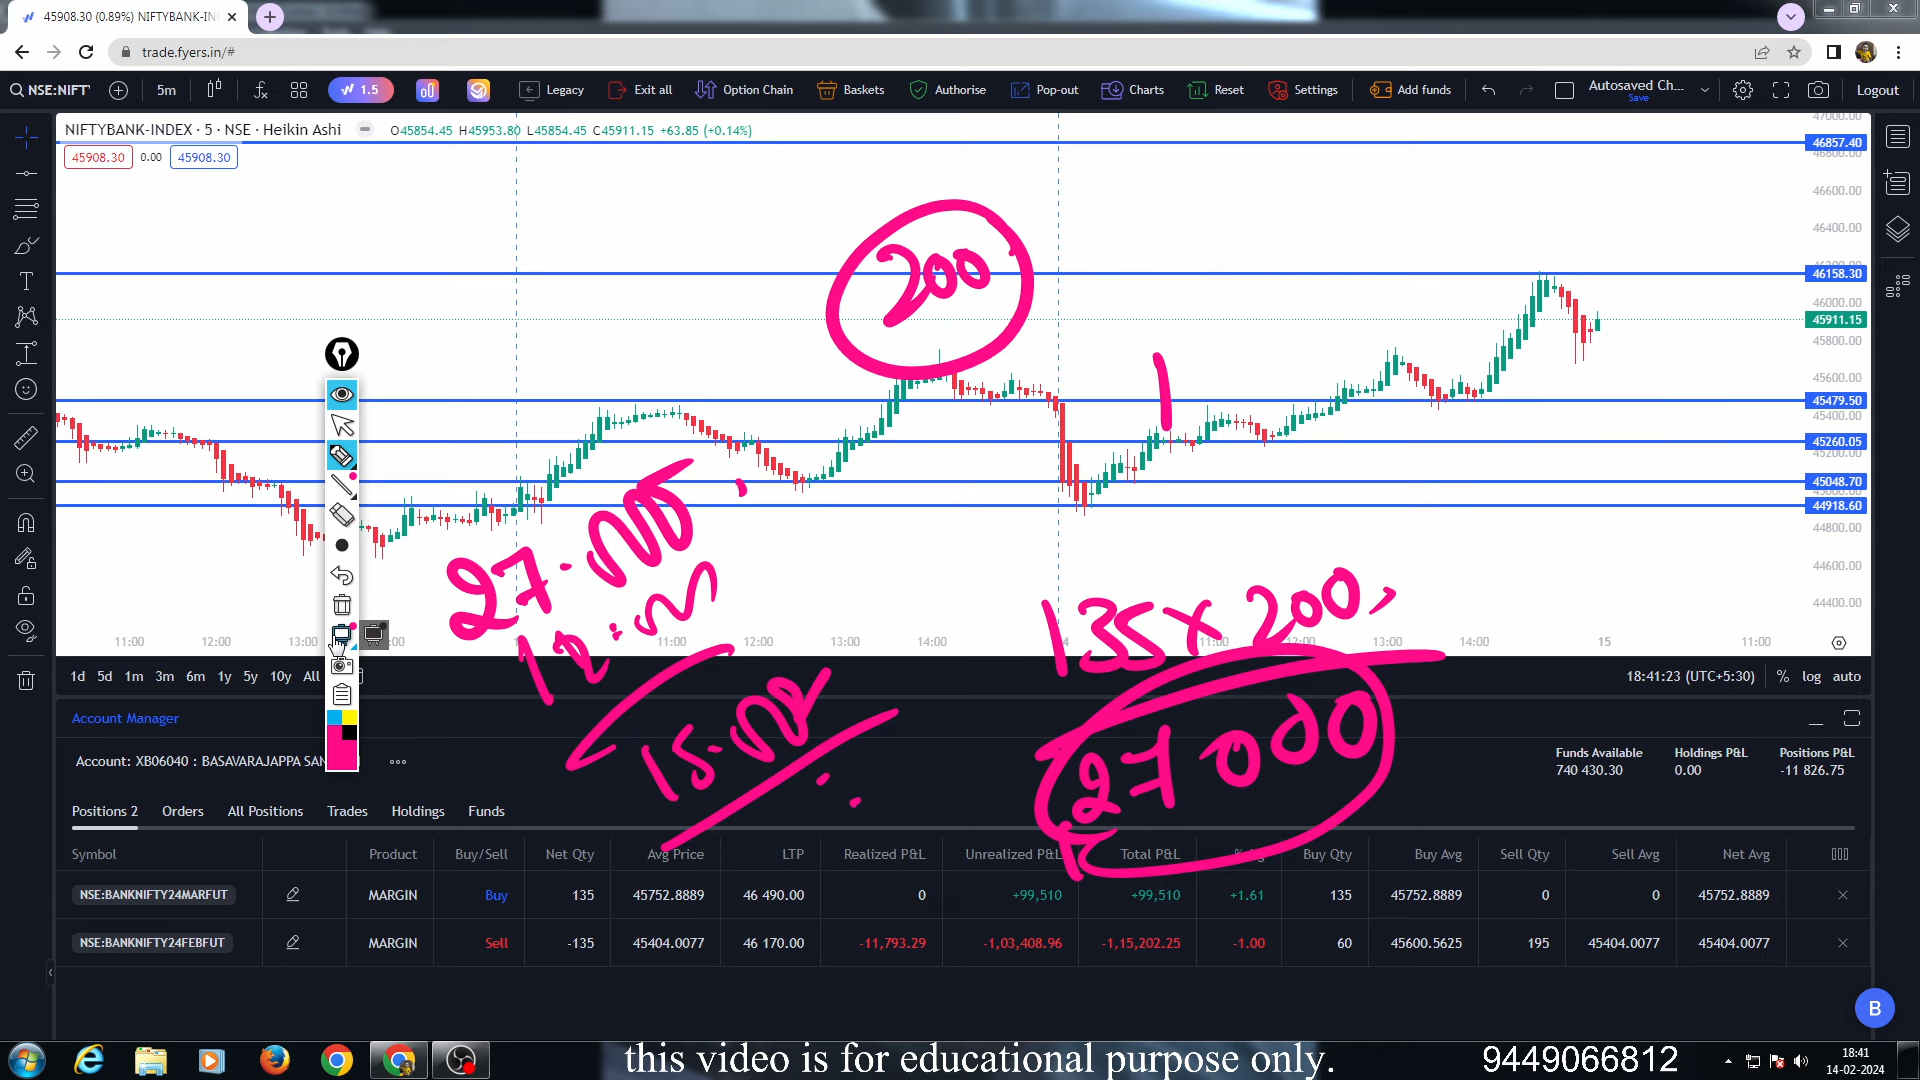 45908.30 (0.89%) NIFTYBANK-IN
trade.fyers.in/#
NSE:NIFT 5m 1.5 Legacy Exit all Option Chain Baskets Authorise Pop-out Charts Reset Settings Add funds Autosaved Ch... Save Logout
NIFTYBANK-INDEX · 5 · NSE · Heikin Ashi O45854.45 H45953.80 L45854.45 C45911.15 +63.85 (+0.14%)
45908.30 0.00 45908.30
47000.00
46857.40
46800.00
46600.00
46400.00
200
46158.30
46000.00
45911.15
45800.00
45600.00
45479.50
45400.00
45260.05
45200.00
45048.70
44918.60
44800.00
44600.00
44400.00
135 x 200
27000
11:00 12:00 13:00 11:00 12:00 13:00 14:00 11:00 12:00 13:00 14:00 15 11:00
1d 5d 1m 3m 6m 1y 5y 10y All 18:41:23 (UTC+5:30) % log auto
Account Manager
Account: XB06040 : BASAVARAJAPPA SAN
Funds Available Holdings P&L Positions P&L
740 430.30 0.00 -11 826.75
Positions 2 Orders All Positions Trades Holdings Funds
Symbol Product Buy/Sell Net Qty Avg Price LTP Realized P&L Unrealized P&L Total P&L Buy Qty Buy Avg Sell Qty Sell Avg Net Avg
NSE:BANKNIFTY24MARFUT MARGIN Buy 135 45752.8889 46 490.00 0 +99,510 +99,510 +1.61 135 45752.8889 0 0 45752.8889
NSE:BANKNIFTY24FEBFUT MARGIN Sell -135 45404.0077 46 170.00 -11,793.29 -1,03,408.96 -1,15,202.25 -1.00 60 45600.5625 195 45404.0077 45404.0077
B
this video is for educational purpose only. 9449066812
18:41
14-02-2024